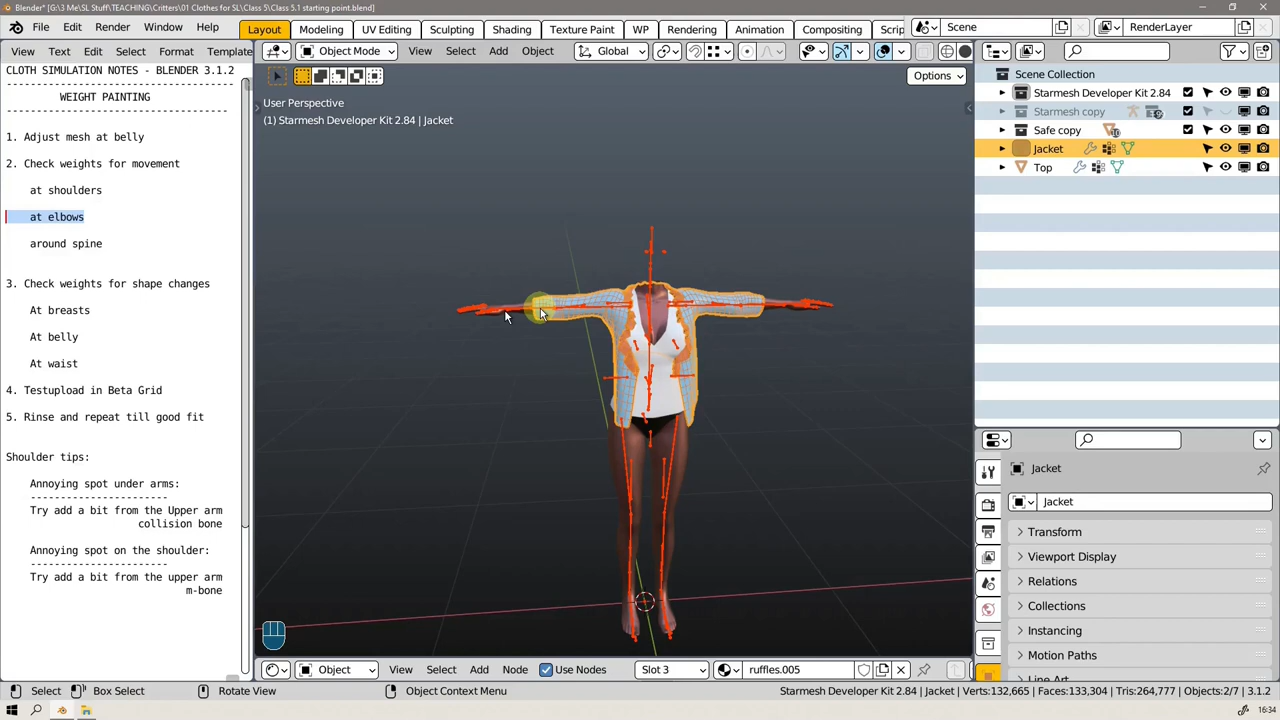 Blender* [G:\3 Me\SL Stuff\TEACHING\Critters\01 Clothes for SL\Class 5\Class 5.1 starting point.blend]
File Edit Render Window Help
Layout Modeling UV Editing Sculpting Texture Paint WP Rendering Animation Compositing Scrip
Scene
RenderLayer
View Text Edit Select Format Template
Object Mode View Select Add Object Global
Options
User Perspective
(1) Starmesh Developer Kit 2.84 | Jacket
CLOTH SIMULATION NOTES - BLENDER 3.1.2
---------------------------------------
WEIGHT PAINTING
---------------------------------------
1. Adjust mesh at belly
2. Check weights for movement
at shoulders
at elbows
around spine
3. Check weights for shape changes
At breasts
At belly
At waist
4. Testupload in Beta Grid
5. Rinse and repeat till good fit
Shoulder tips:
Annoying spot under arms:
-----------------------
Try add a bit from the Upper arm
collision bone
Annoying spot on the shoulder:
-----------------------
Try add a bit from the upper arm
m-bone
Scene Collection
Starmesh Developer Kit 2.84
Starmesh copy
Safe copy
Jacket
Top
Jacket
Jacket
Transform
Viewport Display
Relations
Collections
Instancing
Motion Paths
Line Art
Object View Select Add Node Use Nodes Slot 3 ruffles.005
Select Box Select Rotate View Object Context Menu
Starmesh Developer Kit 2.84 | Jacket | Verts:132,665 | Faces:133,304 | Tris:264,777 | Objects:2/7 | 3.1.2
16:34